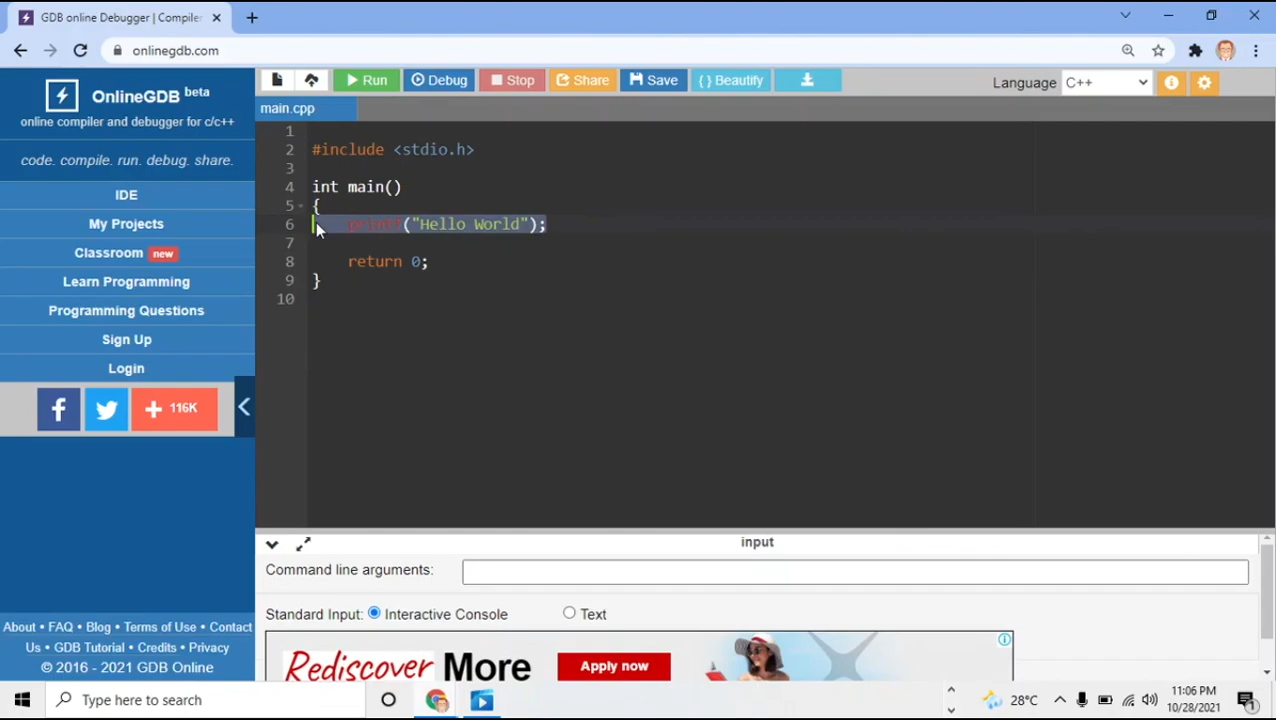 GDB online Debugger | Compiler
onlinegdb.com
OnlineGDB beta
online compiler and debugger for c/c++
code. compile. run. debug. share.
IDE
My Projects
Classroom new
Learn Programming
Programming Questions
Sign Up
Login
116K
About • FAQ • Blog • Terms of Use • Contact
Us • GDB Tutorial • Credits • Privacy
© 2016 - 2021 GDB Online
Run Debug Stop Share Save { } Beautify Language C++
main.cpp
1
2 #include <stdio.h>
3
4 int main()
5 {
6 printf("Hello World");
7
8 return 0;
9 }
10
input
Command line arguments:
Standard Input: Interactive Console Text
Rediscover More Apply now
Type here to search
28°C
11:06 PM
10/28/2021
1